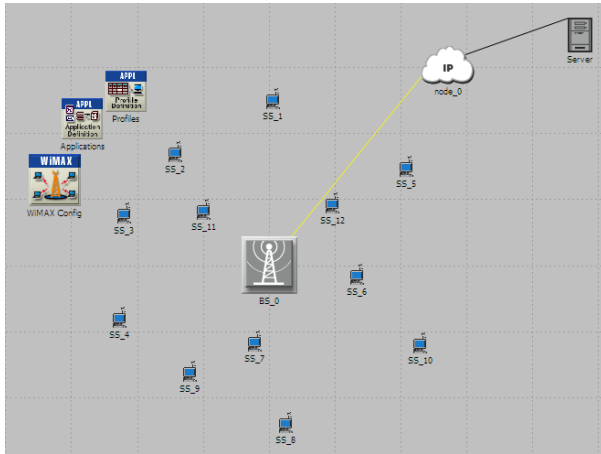 IP
Server
node_0
APPL
Profile
Definition
Profiles
SS_1
APPL
Application
Definition
Applications
SS_2
WiMAX
WiMAX Config
SS_5
SS_3
SS_11
SS_12
BS_0
SS_6
SS_4
SS_7
SS_10
SS_9
SS_8